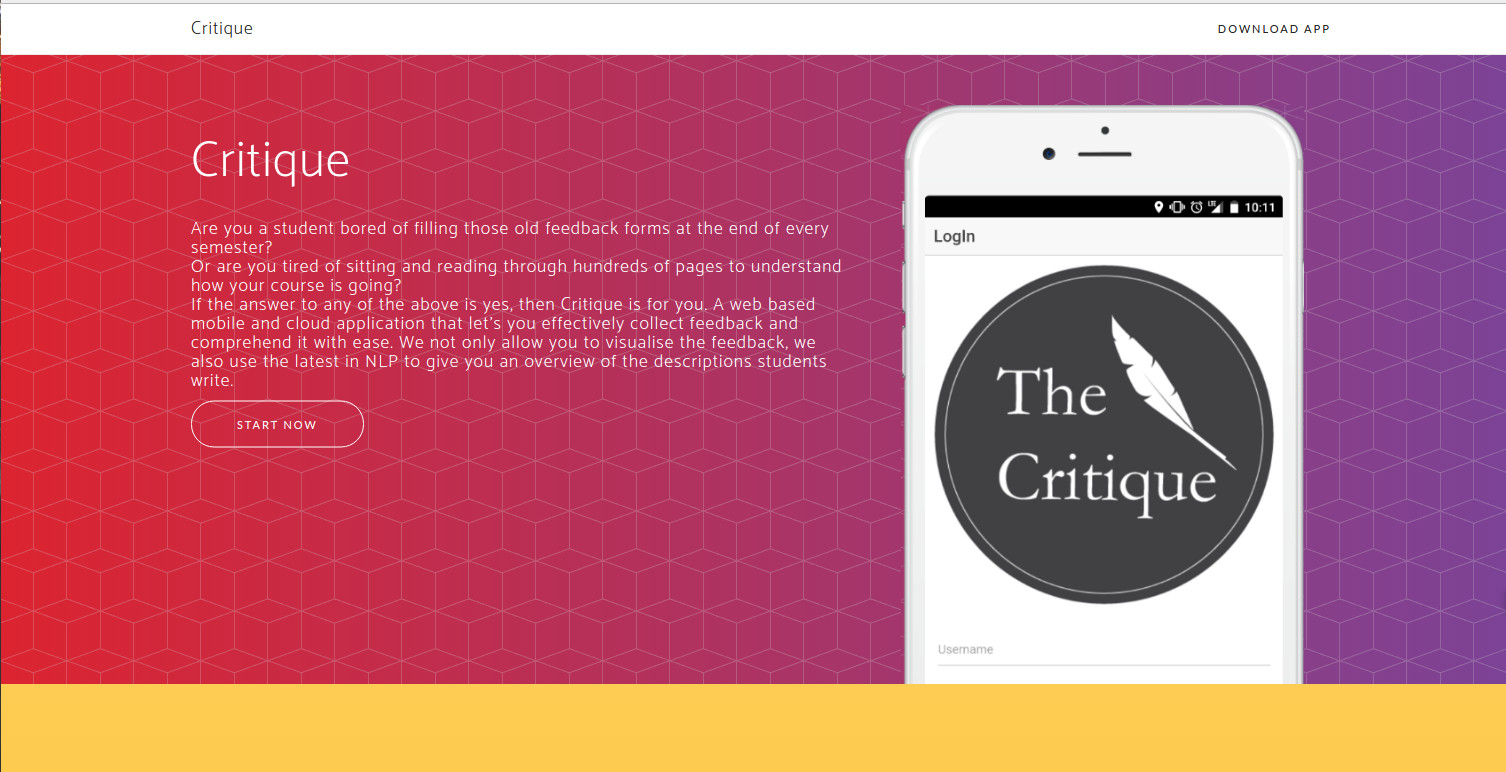 Critique
DOWNLOAD APP
Critique
Are you a student bored of filling those old feedback forms at the end of every
semester?
Or are you tired of sitting and reading through hundreds of pages to understand
how your course is going?
If the answer to any of the above is yes, then Critique is for you. A web based
mobile and cloud application that let's you effectively collect feedback and
comprehend it with ease. We not only allow you to visualise the feedback, we
also use the latest in NLP to give you an overview of the descriptions students
write.
START NOW
LTE 10:11
LogIn
The
Critique
Username